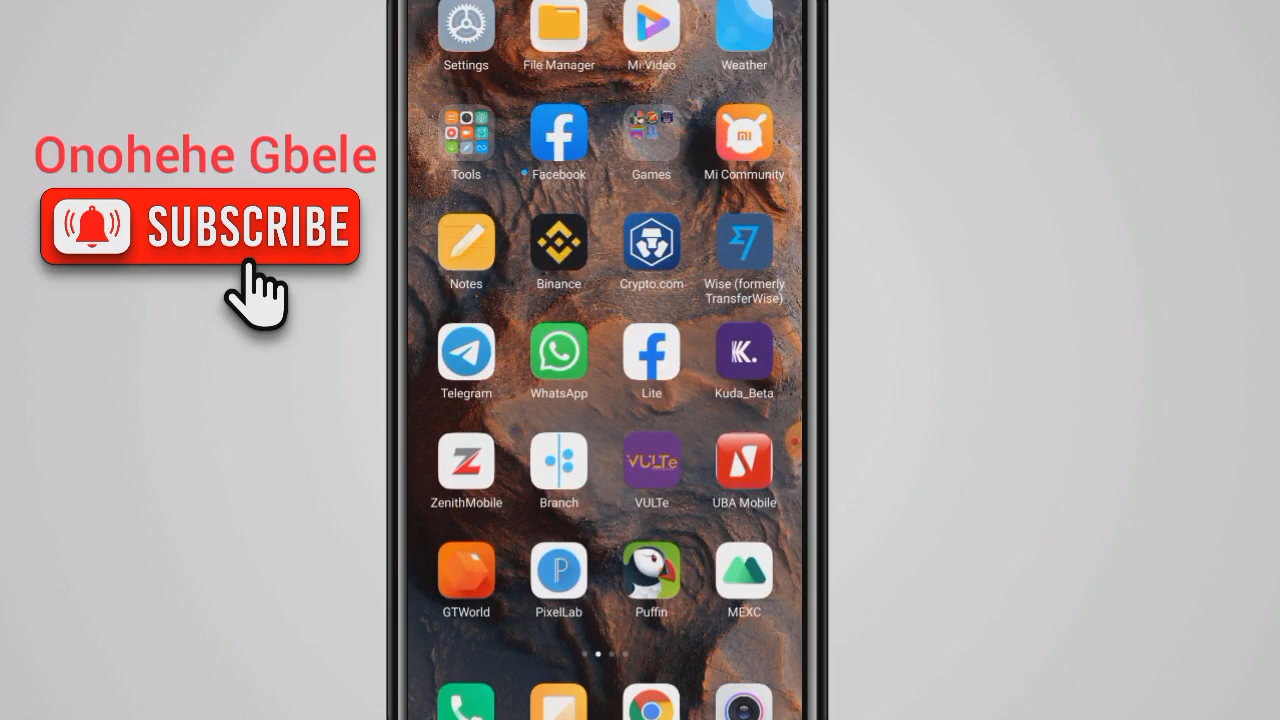 Onohehe Gbele
SUBSCRIBE
Settings
File Manager
Mi Video
Weather
Tools
Facebook
Games
Mi Community
Notes
Binance
Crypto.com
Wise (formerly
TransferWise)
Telegram
WhatsApp
Lite
Kuda_Beta
ZenithMobile
Branch
VULTe
VULTe
UBA Mobile
GTWorld
PixelLab
Puffin
MEXC